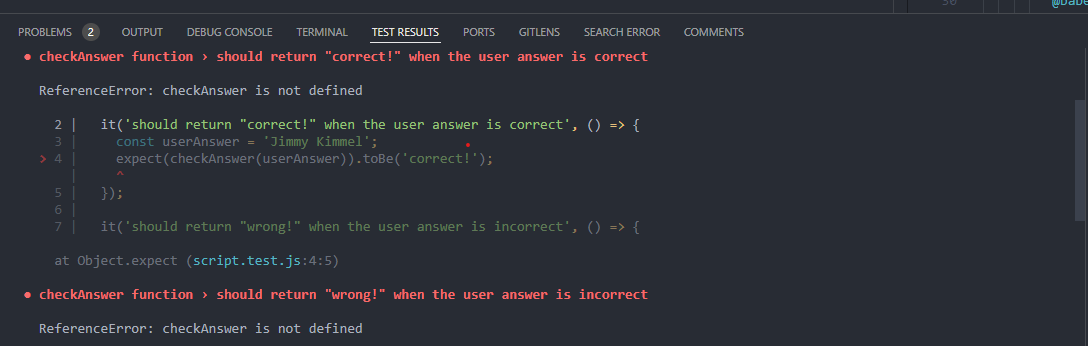 30
PROBLEMS 2 OUTPUT DEBUG CONSOLE TERMINAL TEST RESULTS PORTS GITLENS SEARCH ERROR COMMENTS
● checkAnswer function › should return "correct!" when the user answer is correct
ReferenceError: checkAnswer is not defined
2 | it('should return "correct!" when the user answer is correct', () => {
3 | const userAnswer = 'Jimmy Kimmel';
> 4 | expect(checkAnswer(userAnswer)).toBe('correct!');
| ^
5 | });
6 |
7 | it('should return "wrong!" when the user answer is incorrect', () => {
at Object.expect (script.test.js:4:5)
● checkAnswer function › should return "wrong!" when the user answer is incorrect
ReferenceError: checkAnswer is not defined